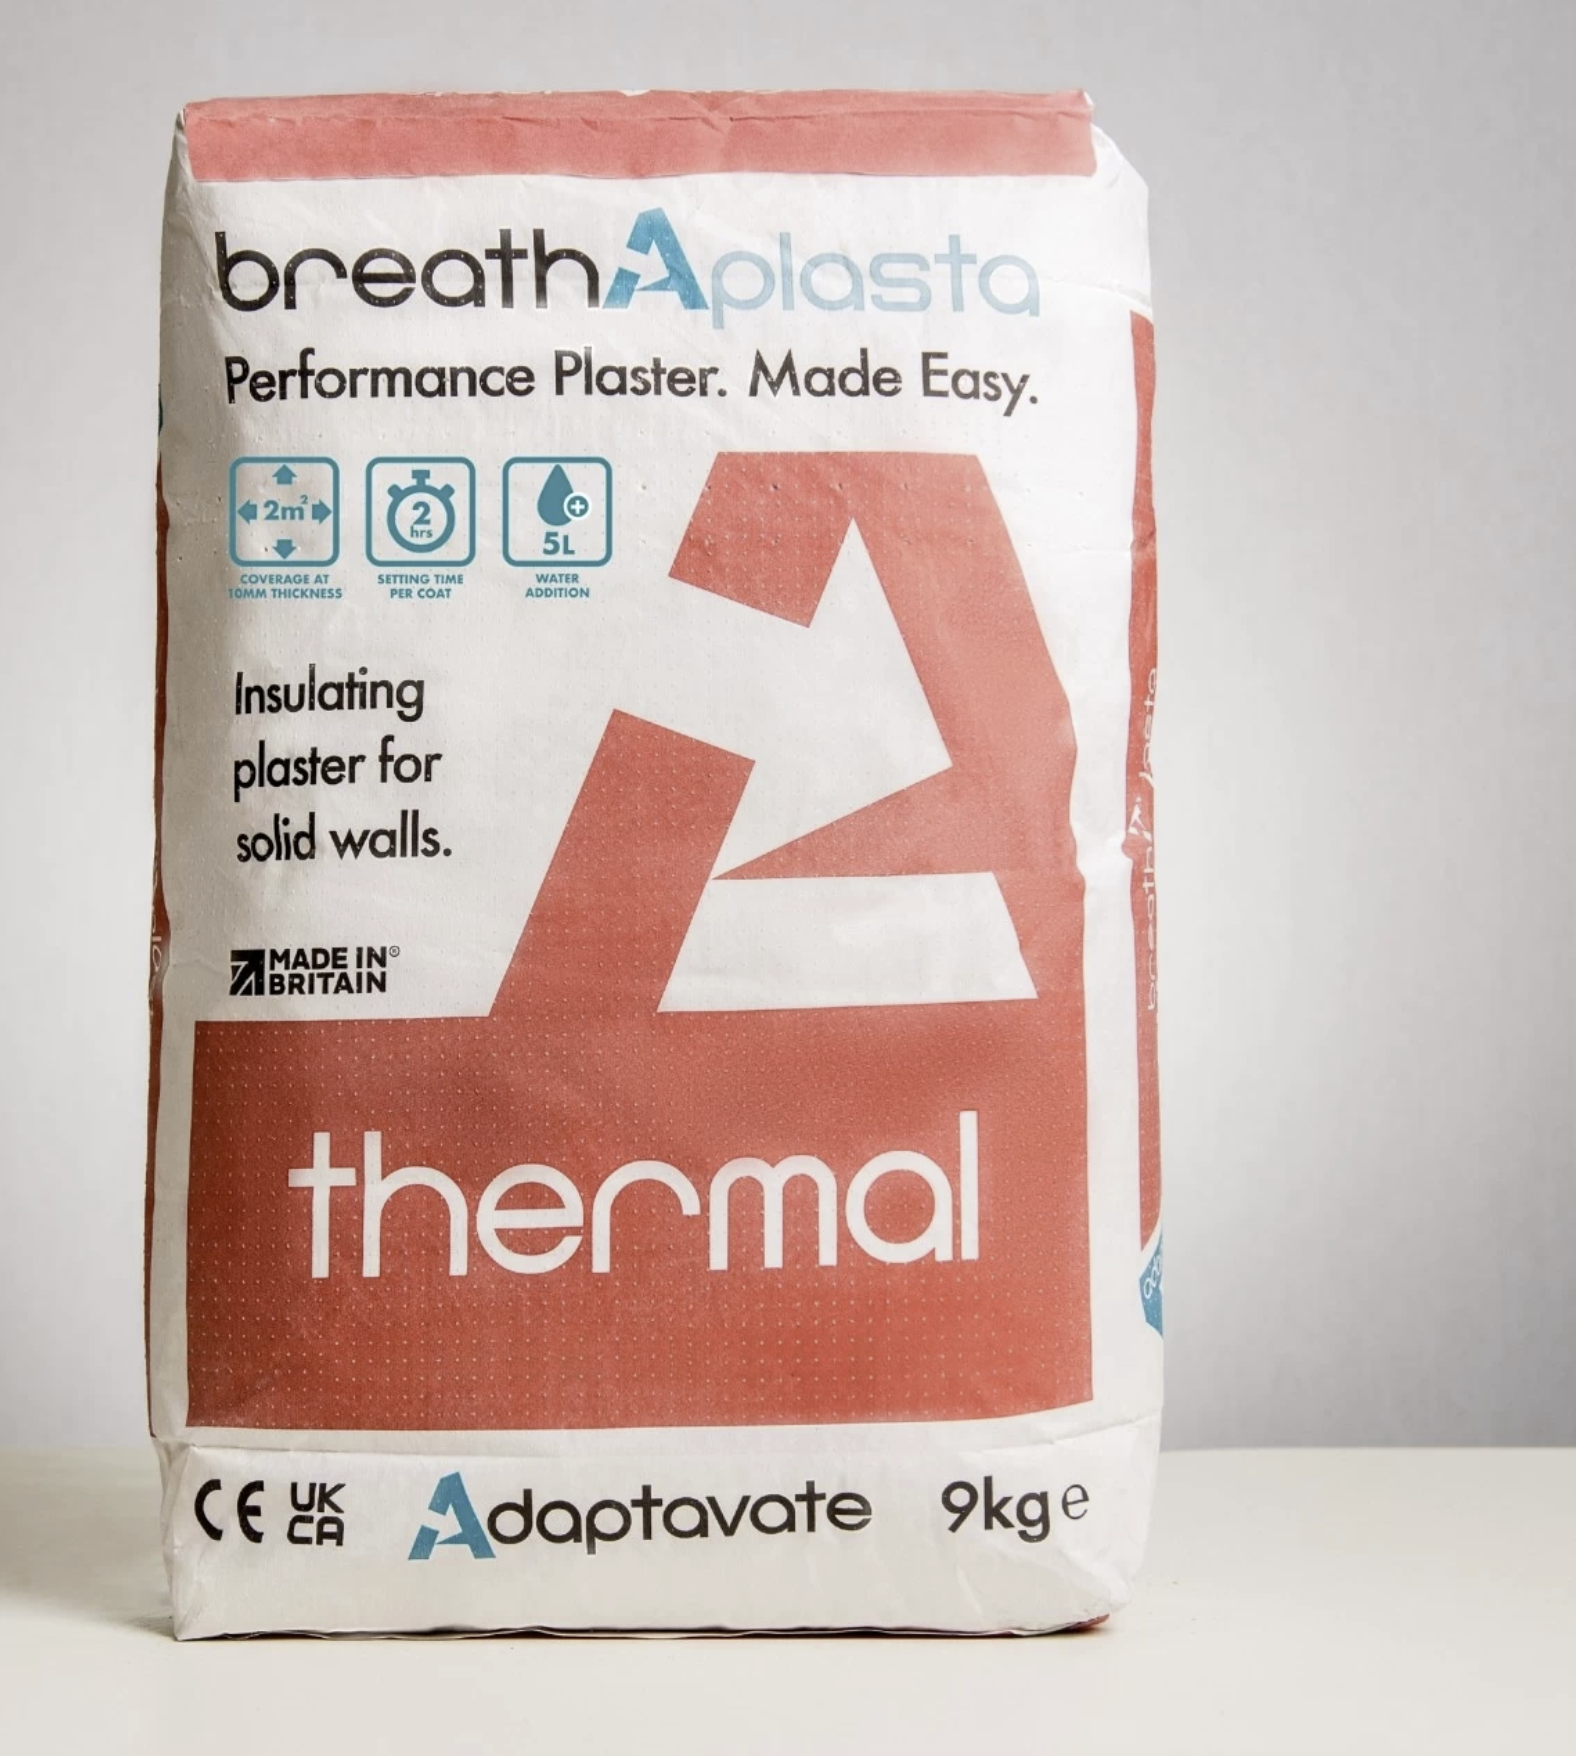 breathAplasta
Performance Plaster. Made Easy.
2m²
COVERAGE AT
10MM THICKNESS
2
hrs
SETTING TIME
PER COAT
5L
WATER
ADDITION
Insulating
plaster for
solid walls.
MADE IN®
BRITAIN
thermal
CE
UK
CA
Adaptavate
9kg e
breathAplasta